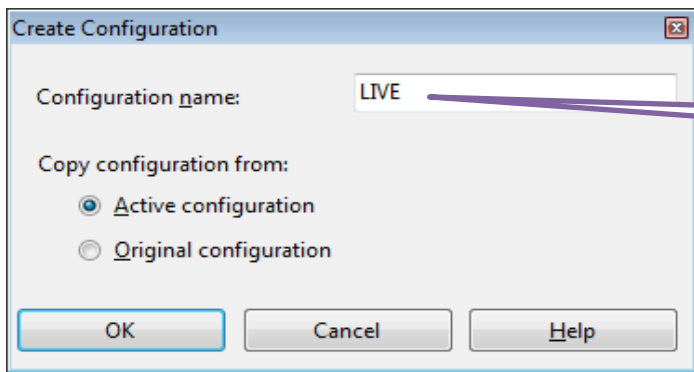 Create Configuration
Configuration name: LIVE
Copy configuration from:
Active configuration
Original configuration
OK Cancel Help